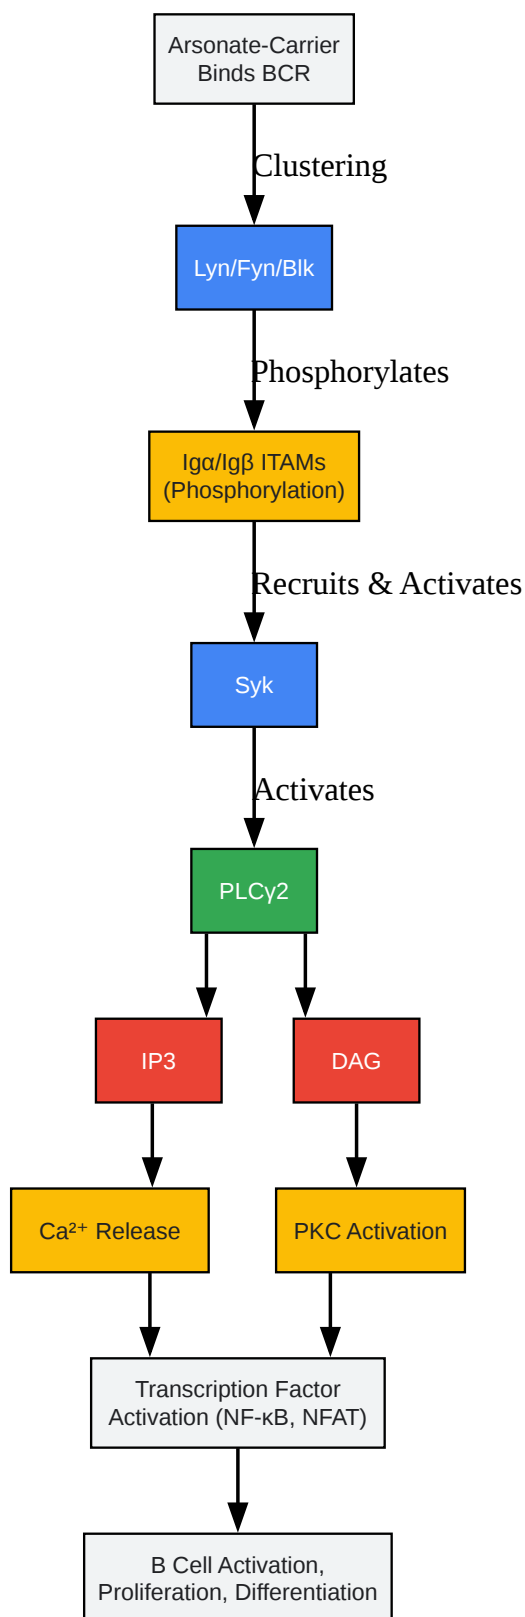 Arsonate-Carrier
Binds BCR
Clustering
Lyn/Fyn/Blk
Phosphorylates
Igα/Igβ ITAMs
(Phosphorylation)
Recruits & Activates
Syk
Activates
PLCγ2
IP3
DAG
Ca²⁺ Release
PKC Activation
Transcription Factor
Activation (NF-κB, NFAT)
B Cell Activation,
Proliferation, Differentiation